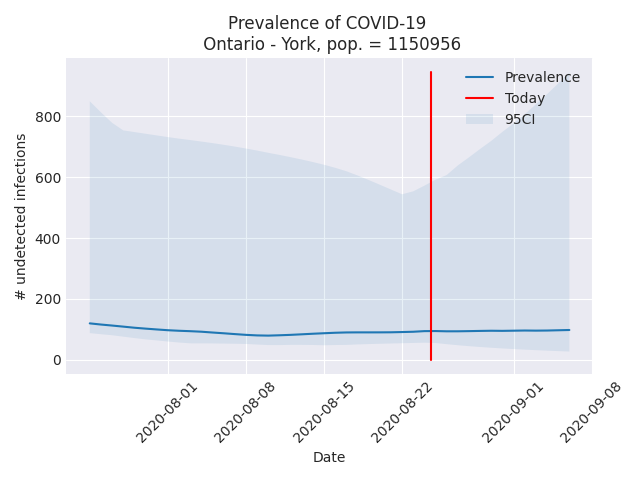 Prevalence of COVID-19
Ontario - York, pop. = 1150956
Prevalence
Today
95CI
800
600
400
200
0
# undetected infections
2020-08-01
2020-08-08
2020-08-15
2020-08-22
2020-09-01
2020-09-08
Date